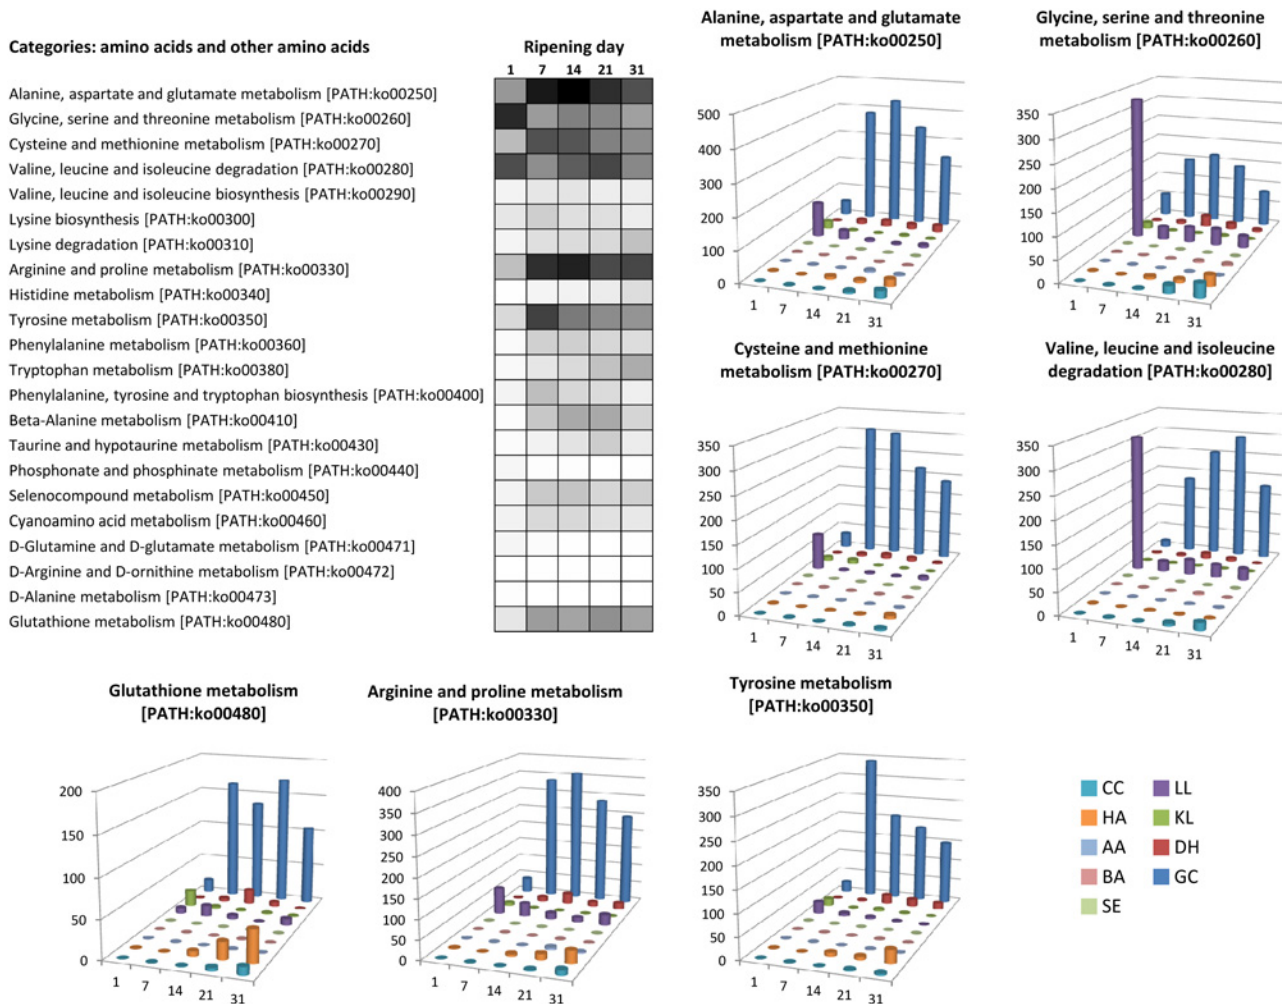 Categories: amino acids and other amino acids
Ripening day
1 7 14 21 31
Alanine, aspartate and glutamate metabolism [PATH:ko00250]
Glycine, serine and threonine metabolism [PATH:ko00260]
Cysteine and methionine metabolism [PATH:ko00270]
Valine, leucine and isoleucine degradation [PATH:ko00280]
Valine, leucine and isoleucine biosynthesis [PATH:ko00290]
Lysine biosynthesis [PATH:ko00300]
Lysine degradation [PATH:ko00310]
Arginine and proline metabolism [PATH:ko00330]
Histidine metabolism [PATH:ko00340]
Tyrosine metabolism [PATH:ko00350]
Phenylalanine metabolism [PATH:ko00360]
Tryptophan metabolism [PATH:ko00380]
Phenylalanine, tyrosine and tryptophan biosynthesis [PATH:ko00400]
Beta-Alanine metabolism [PATH:ko00410]
Taurine and hypotaurine metabolism [PATH:ko00430]
Phosphonate and phosphinate metabolism [PATH:ko00440]
Selenocompound metabolism [PATH:ko00450]
Cyanoamino acid metabolism [PATH:ko00460]
D-Glutamine and D-glutamate metabolism [PATH:ko00471]
D-Arginine and D-ornithine metabolism [PATH:ko00472]
D-Alanine metabolism [PATH:ko00473]
Glutathione metabolism [PATH:ko00480]
Alanine, aspartate and glutamate
metabolism [PATH:ko00250]
500
400
300
200
100
0
1 7 14 21 31
Glycine, serine and threonine
metabolism [PATH:ko00260]
350
300
250
200
150
100
50
0
1 7 14 21 31
Cysteine and methionine
metabolism [PATH:ko00270]
350
300
250
200
150
100
50
0
1 7 14 21 31
Valine, leucine and isoleucine
degradation [PATH:ko00280]
350
300
250
200
150
100
50
0
1 7 14 21 31
Glutathione metabolism
[PATH:ko00480]
200
150
100
50
0
1 7 14 21 31
Arginine and proline metabolism
[PATH:ko00330]
400
350
300
250
200
150
100
50
0
1 7 14 21 31
Tyrosine metabolism
[PATH:ko00350]
350
300
250
200
150
100
50
0
1 7 14 21 31
CC LL
HA KL
AA DH
BA GC
SE